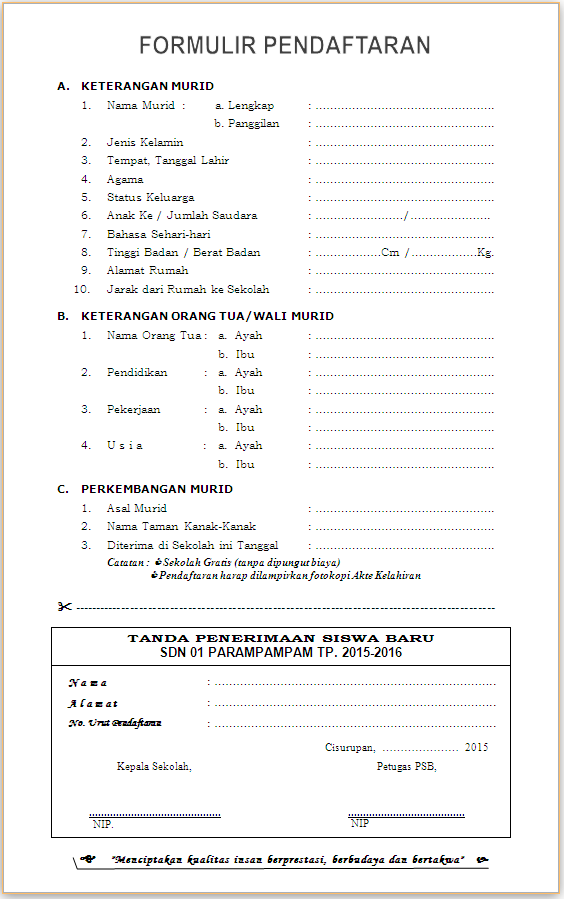 FORMULIR PENDAFTARAN
A. KETERANGAN MURID
1. Nama Murid : a. Lengkap : ..................................................
b. Panggilan : ..................................................
2. Jenis Kelamin : ..................................................
3. Tempat, Tanggal Lahir : ..................................................
4. Agama : ..................................................
5. Status Keluarga : ..................................................
6. Anak Ke / Jumlah Saudara : ........................./.......................
7. Bahasa Sehari-hari : ..................................................
8. Tinggi Badan / Berat Badan : ..................Cm /..................Kg.
9. Alamat Rumah : ..................................................
10. Jarak dari Rumah ke Sekolah : ..................................................
B. KETERANGAN ORANG TUA/WALI MURID
1. Nama Orang Tua : a. Ayah : ..................................................
b. Ibu : ..................................................
2. Pendidikan : a. Ayah : ..................................................
b. Ibu : ..................................................
3. Pekerjaan : a. Ayah : ..................................................
b. Ibu : ..................................................
4. U s i a : a. Ayah : ..................................................
b. Ibu : ..................................................
C. PERKEMBANGAN MURID
1. Asal Murid : ..................................................
2. Nama Taman Kanak-Kanak : ..................................................
3. Diterima di Sekolah ini Tanggal : ..................................................
Catatan : Sekolah Gratis (tanpa dipungut biaya)
Pendaftaran harap dilampirkan fotokopi Akte Kelahiran
TANDA PENERIMAAN SISWA BARU
SDN 01 PARAMPAMPAM TP. 2015-2016
N a m a : ..................................................
A l a m a t : ..................................................
No. Urut Pendaftaran : ..................................................
Cisurupan, ...................... 2015
Kepala Sekolah, Petugas PSB,
.................................. ..............................
NIP. NIP
"Menciptakan kualitas insan berprestasi, berbudaya dan bertakwa"